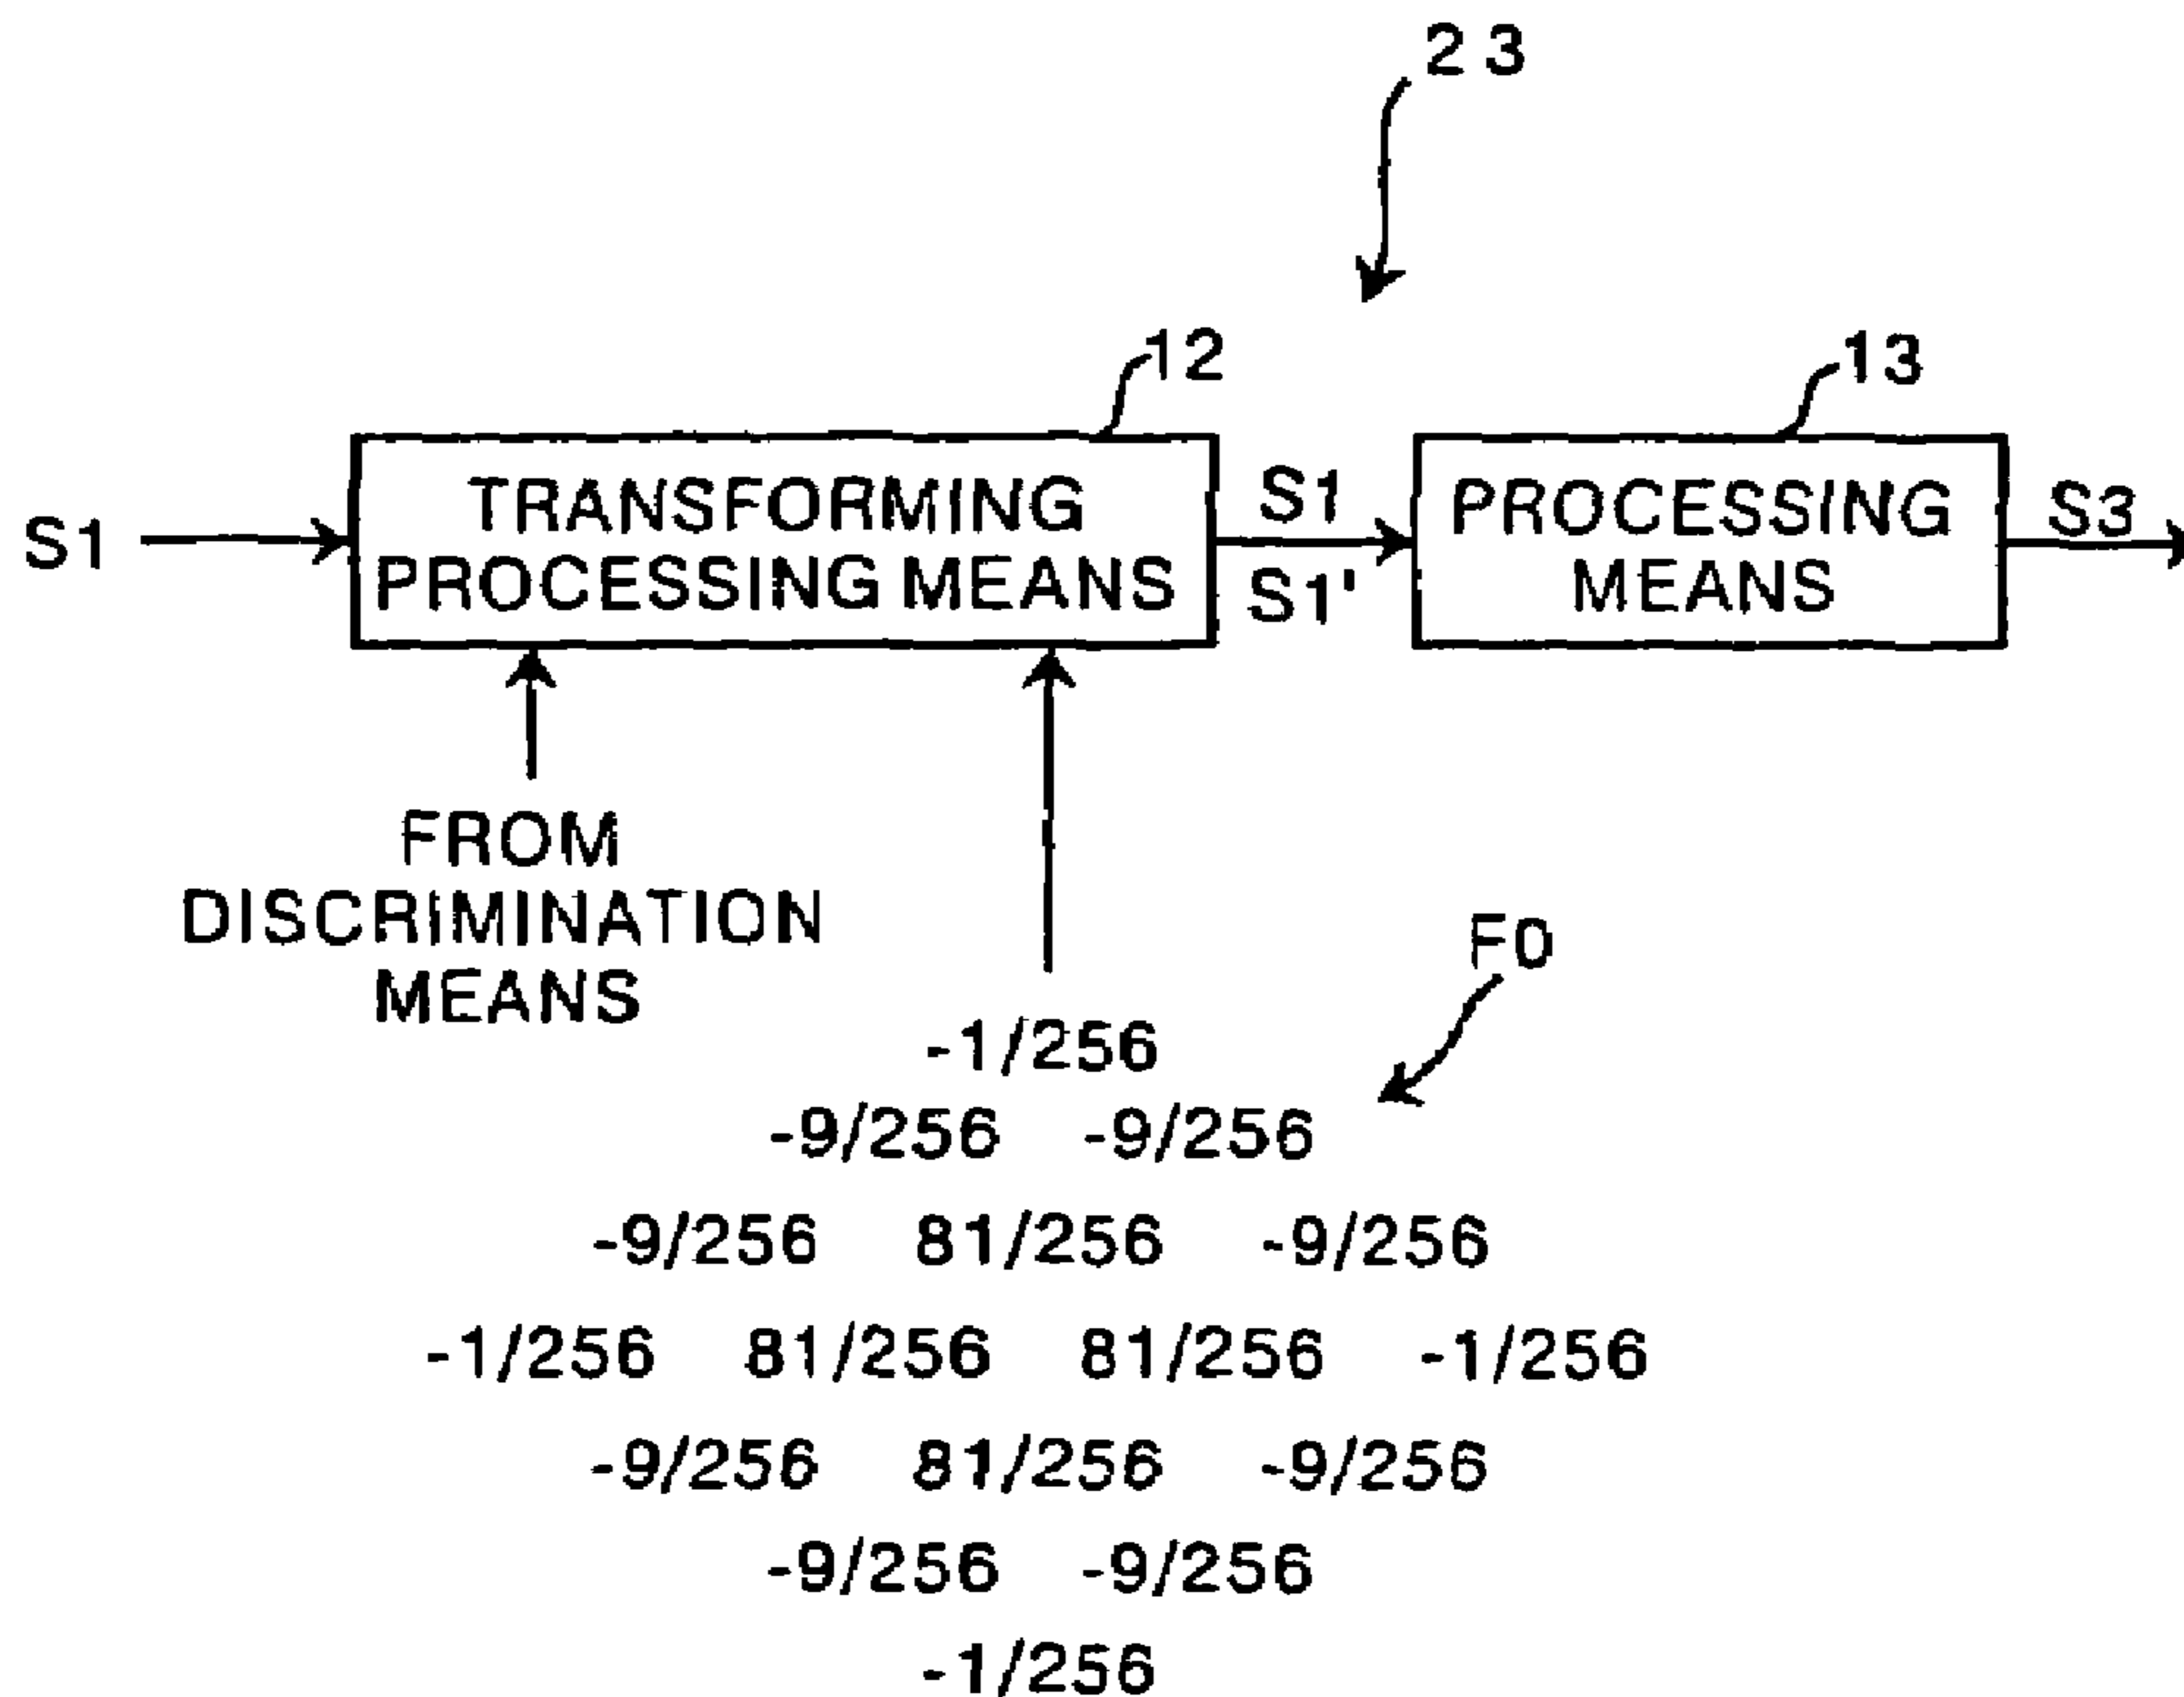 23
12
13
S1
TRANSFORMING
PROCESSING MEANS
S1
S1'
PROCESSING
MEANS
S3
FROM
DISCRIMINATION
MEANS
F0
-1/256
-9/256 -9/256
-9/256 81/256 -9/256
-1/256 81/256 81/256 -1/256
-9/256 81/256 -9/256
-9/256 -9/256
-1/256